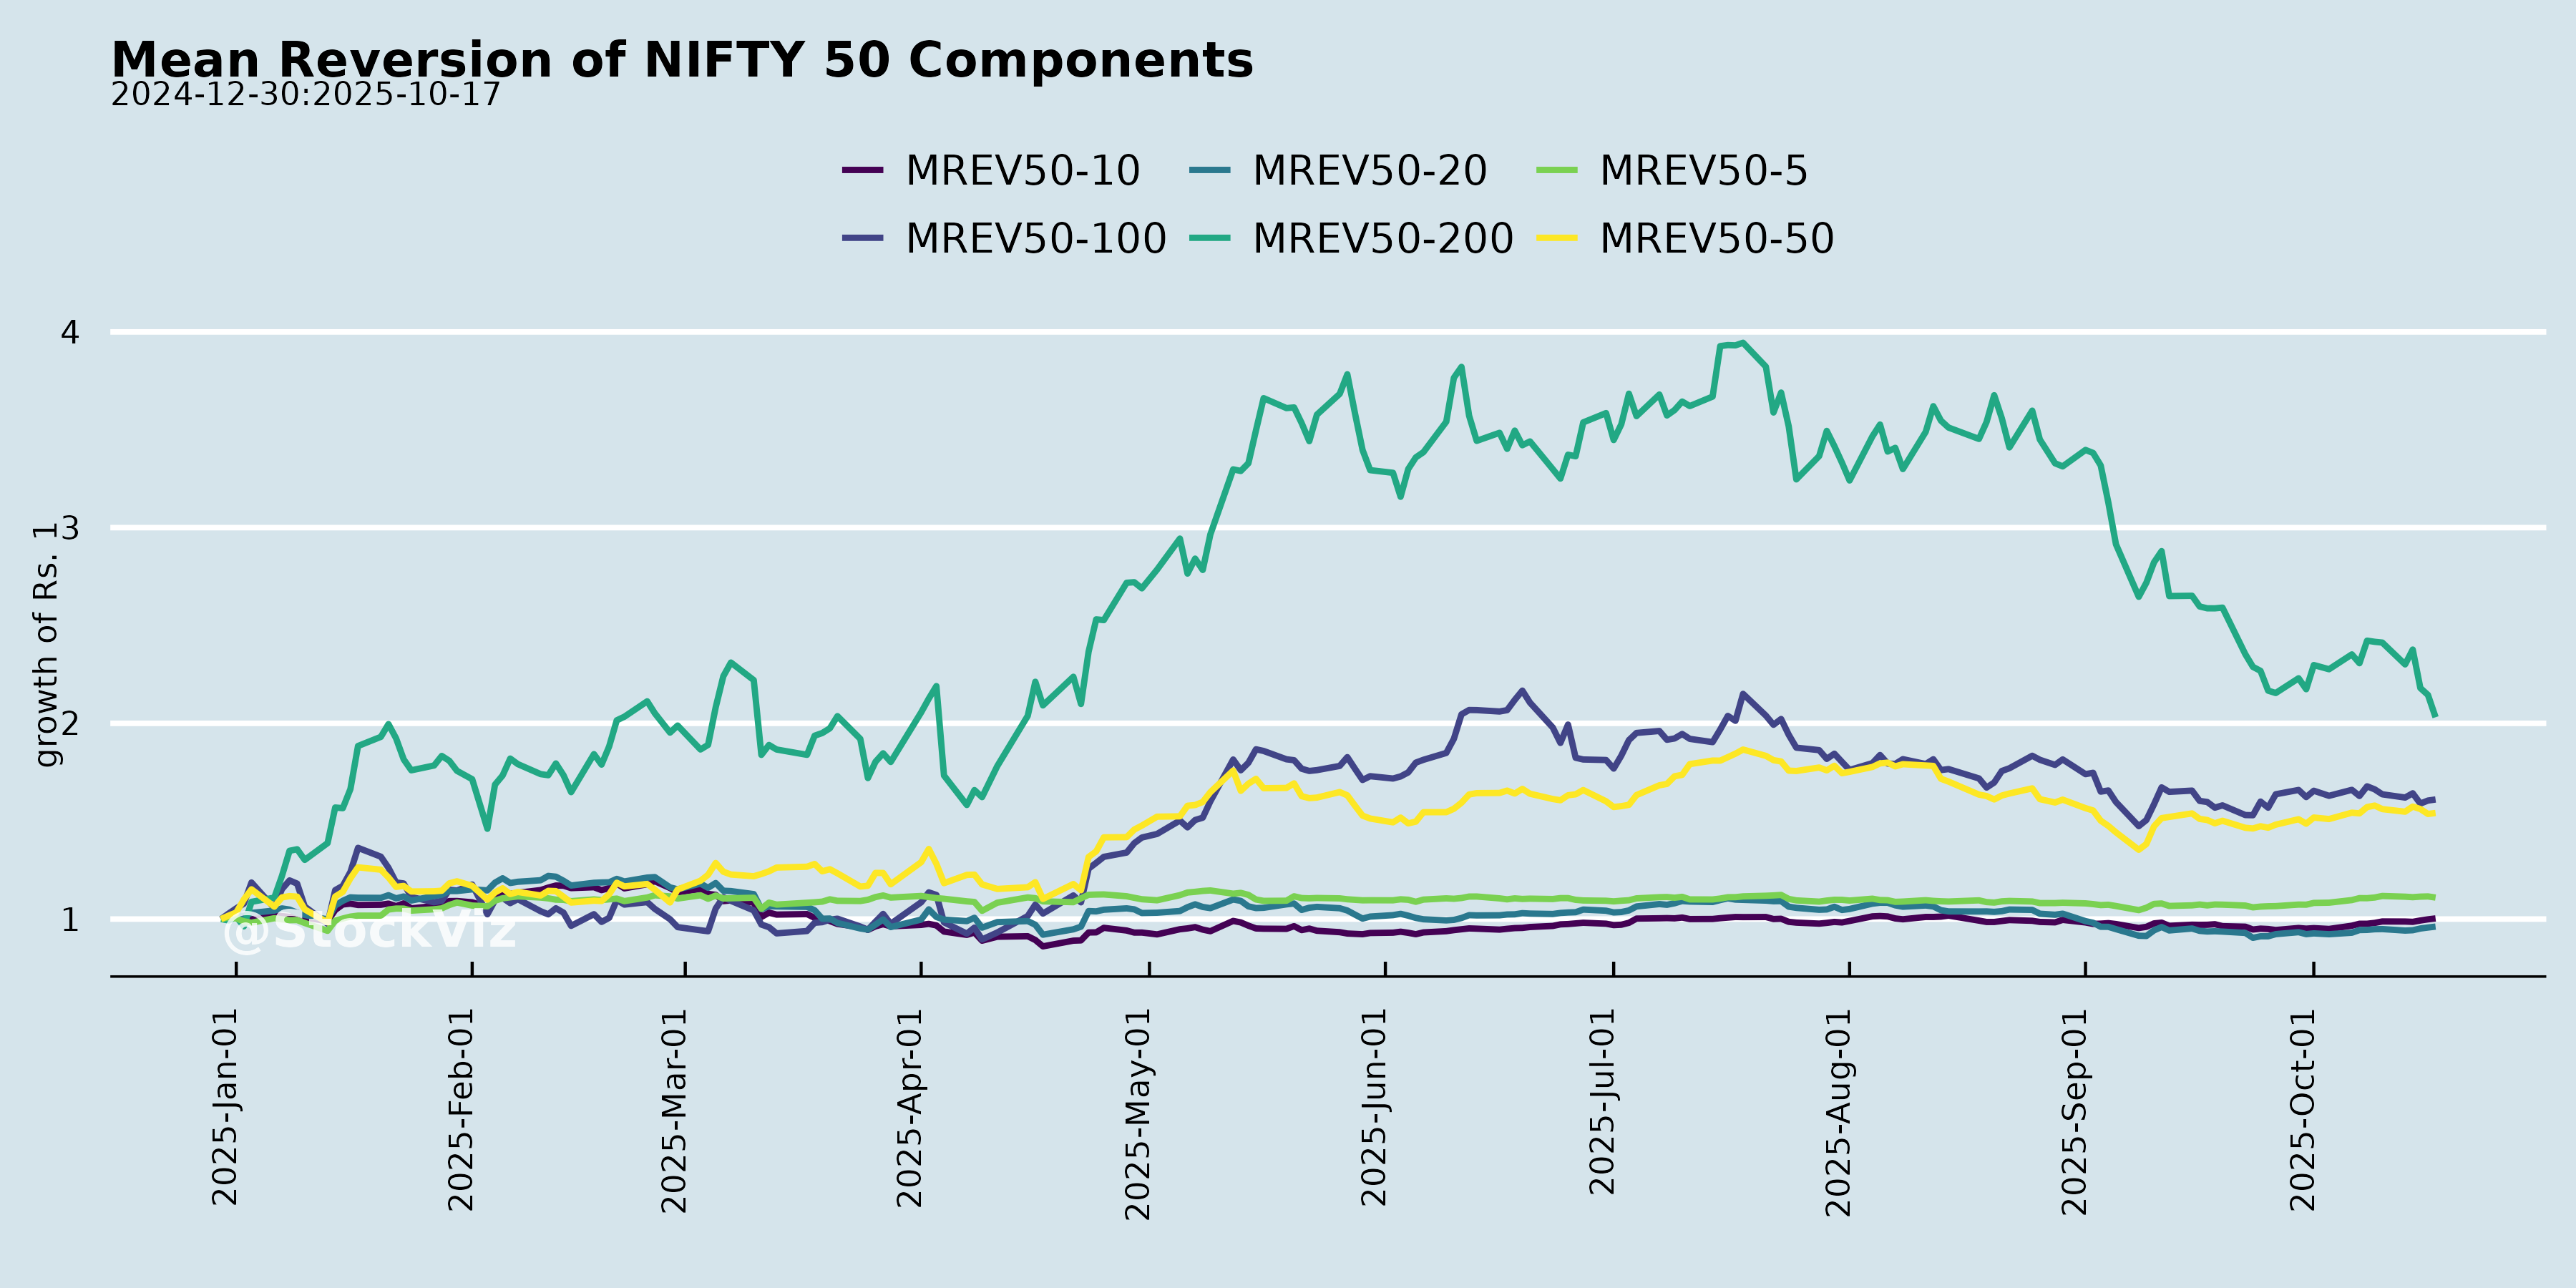 Mean Reversion of NIFTY 50 Components
2024-12-30:2025-10-17
MREV50-10 MREV50-20 MREV50-5
MREV50-100 MREV50-200 MREV50-50
growth of Rs. 1
4
3
2
1
@StockViz
2025-Jan-01
2025-Feb-01
2025-Mar-01
2025-Apr-01
2025-May-01
2025-Jun-01
2025-Jul-01
2025-Aug-01
2025-Sep-01
2025-Oct-01